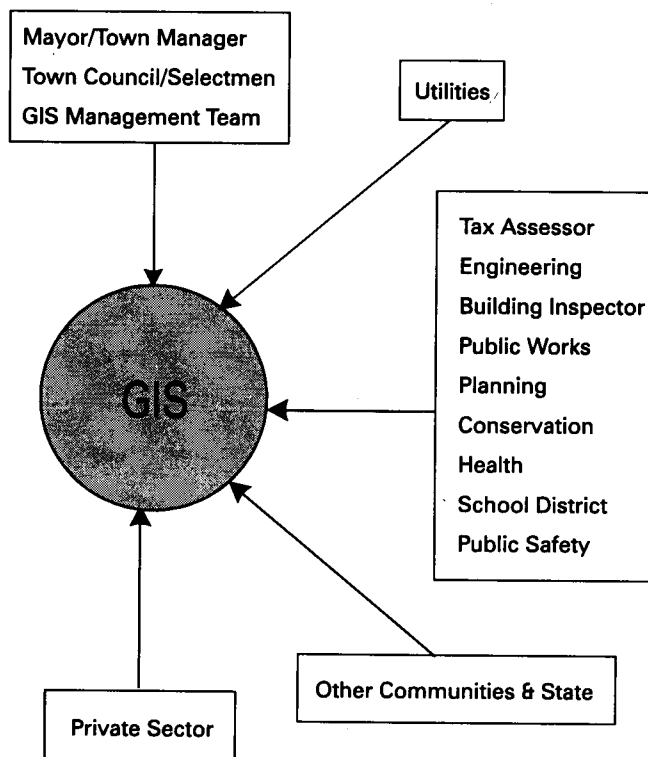 Mayor/Town Manager
Town Council/Selectmen
GIS Management Team
Utilities
Tax Assessor
Engineering
Building Inspector
Public Works
Planning
Conservation
Health
School District
Public Safety
GIS
Other Communities & State
Private Sector